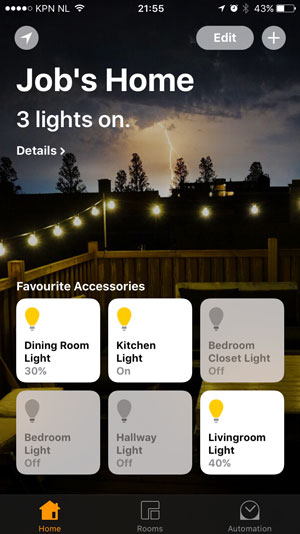 KPN NL 21:55 43%
Edit
Job's Home
3 lights on.
Details
Favourite Accessories
Dining Room
Light
30%
Kitchen
Light
On
Bedroom
Closet Light
Off
Bedroom
Light
Off
Hallway
Light
Off
Livingroom
Light
40%
Home Rooms Automation